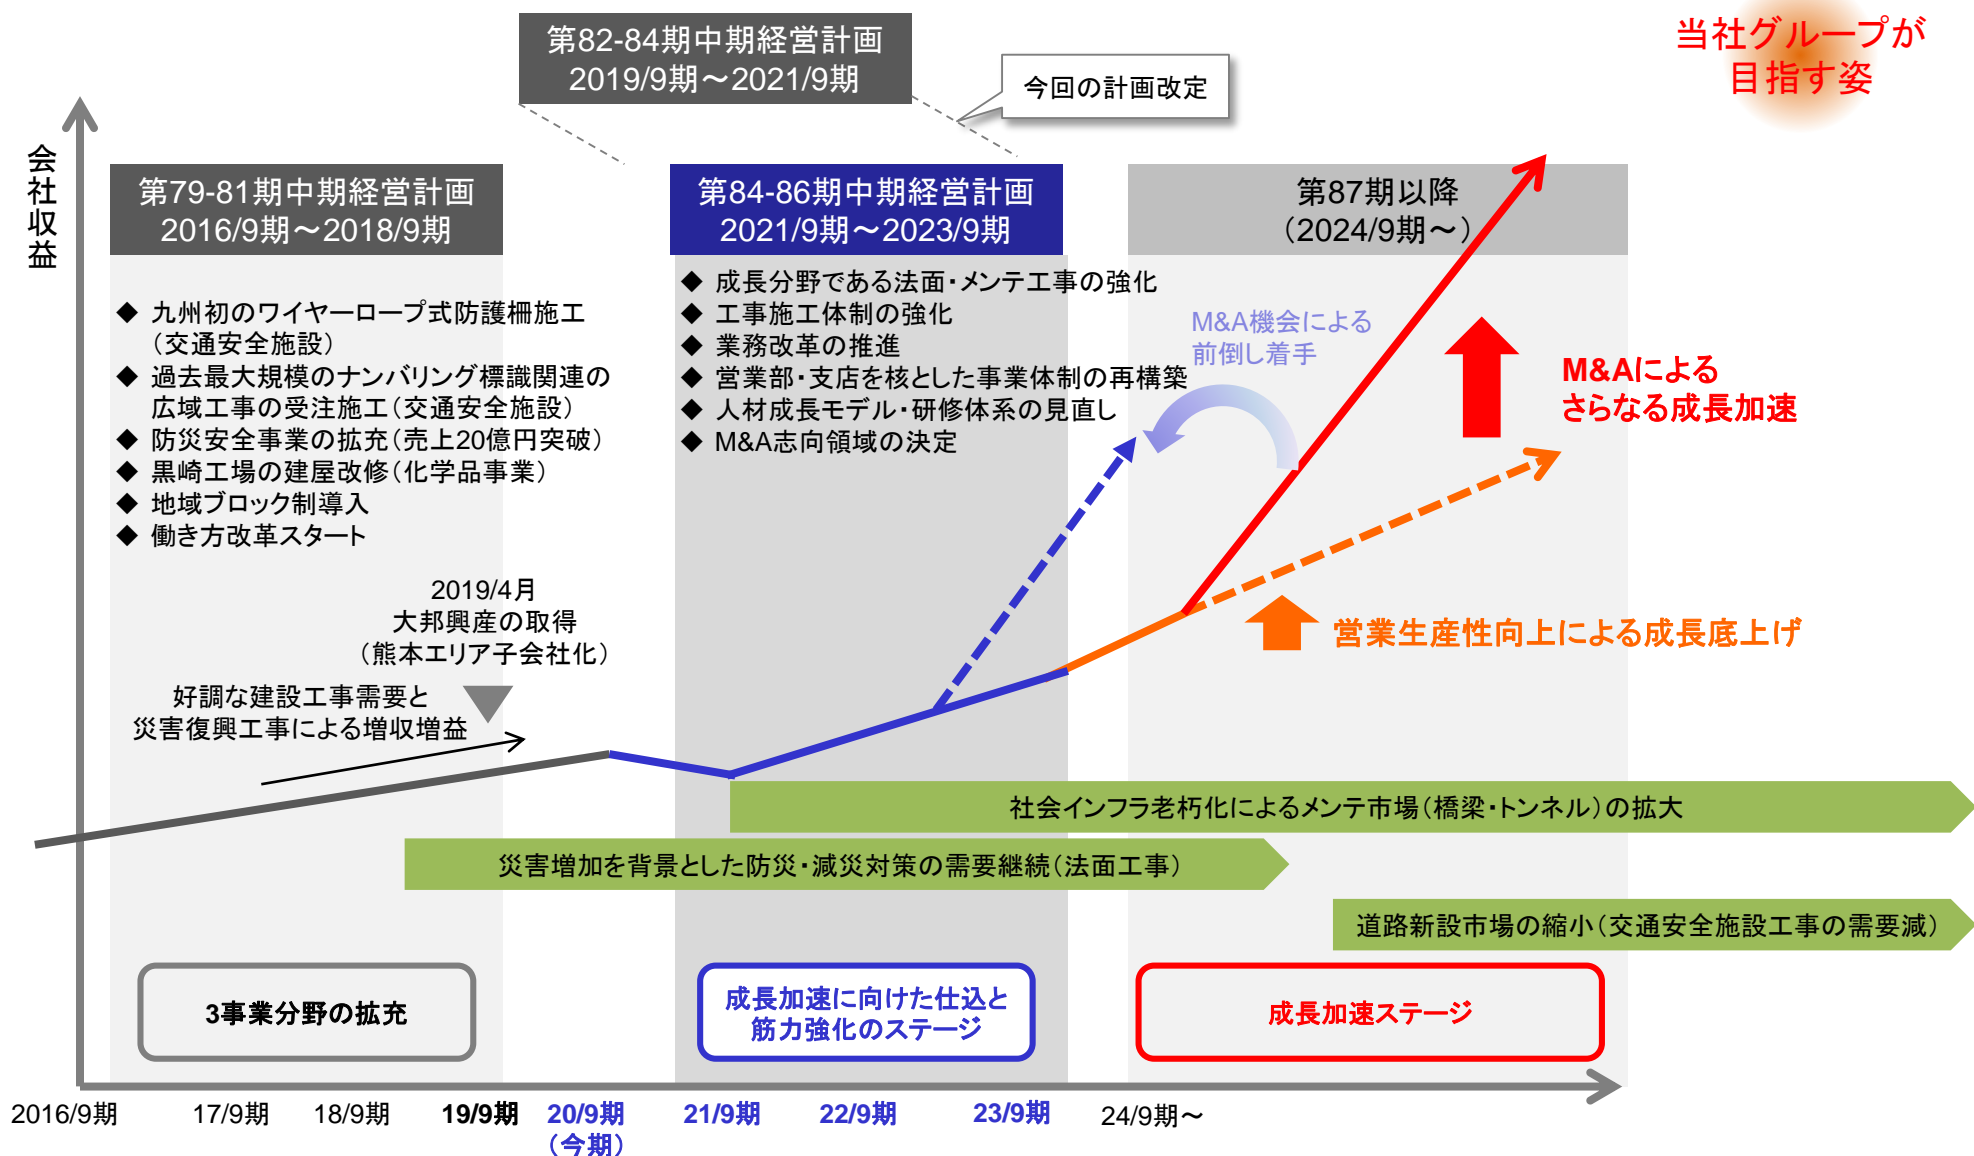 第82-84期中期経営計画
2019/9期～2021/9期
今回の計画改定
当社グループが
目指す姿
会社収益
第79-81期中期経営計画
2016/9期～2018/9期
◆ 九州初のワイヤーロープ式防護柵施工
（交通安全施設）
◆ 過去最大規模のナンバリング標識関連の
広域工事の受注施工（交通安全施設）
◆ 防災安全事業の拡充（売上20億円突破）
◆ 黒崎工場の建屋改修（化学品事業）
◆ 地域ブロック制導入
◆ 働き方改革スタート
第84-86期中期経営計画
2021/9期～2023/9期
◆ 成長分野である法面・メンテ工事の強化
◆ 工事施工体制の強化
◆ 業務改革の推進
◆ 営業部・支店を核とした事業体制の再構築
◆ 人材成長モデル・研修体系の見直し
◆ M&A志向領域の決定
第87期以降
（2024/9期～）
M&A機会による
前倒し着手
M&Aによる
さらなる成長加速
営業生産性向上による成長底上げ
2019/4月
大邦興産の取得
（熊本エリア子会社化）
好調な建設工事需要と
災害復興工事による増収増益
社会インフラ老朽化によるメンテ市場（橋梁・トンネル）の拡大
災害増加を背景とした防災・減災対策の需要継続（法面工事）
道路新設市場の縮小（交通安全施設工事の需要減）
3事業分野の拡充
成長加速に向けた仕込と
筋力強化のステージ
成長加速ステージ
2016/9期
17/9期
18/9期
19/9期
20/9期
（今期）
21/9期
22/9期
23/9期
24/9期～